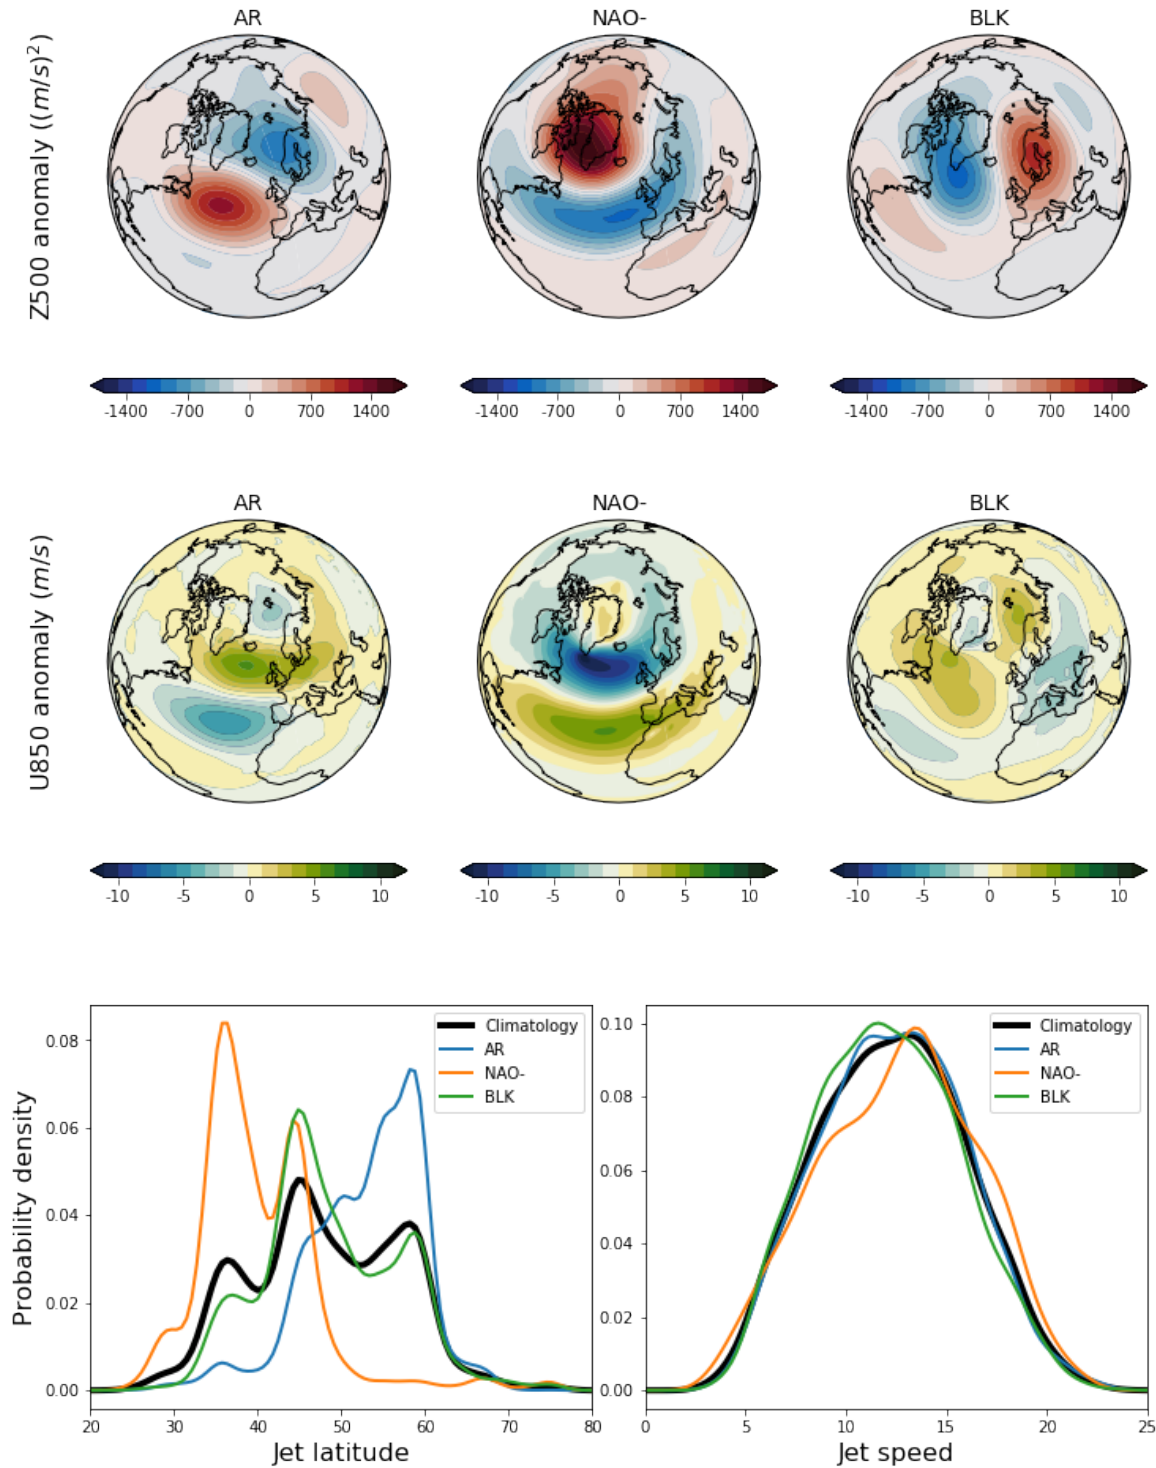 AR NAO- BLK
Z500 anomaly ((m/s)²)
-1400 -700 0 700 1400
-1400 -700 0 700 1400
-1400 -700 0 700 1400
AR NAO- BLK
U850 anomaly (m/s)
-10 -5 0 5 10
-10 -5 0 5 10
-10 -5 0 5 10
Probability density
0.08
0.06
0.04
0.02
0.00
20 30 40 50 60 70 80
Jet latitude
Climatology
AR
NAO-
BLK
0.10
0.08
0.06
0.04
0.02
0.00
0 5 10 15 20 25
Jet speed
Climatology
AR
NAO-
BLK